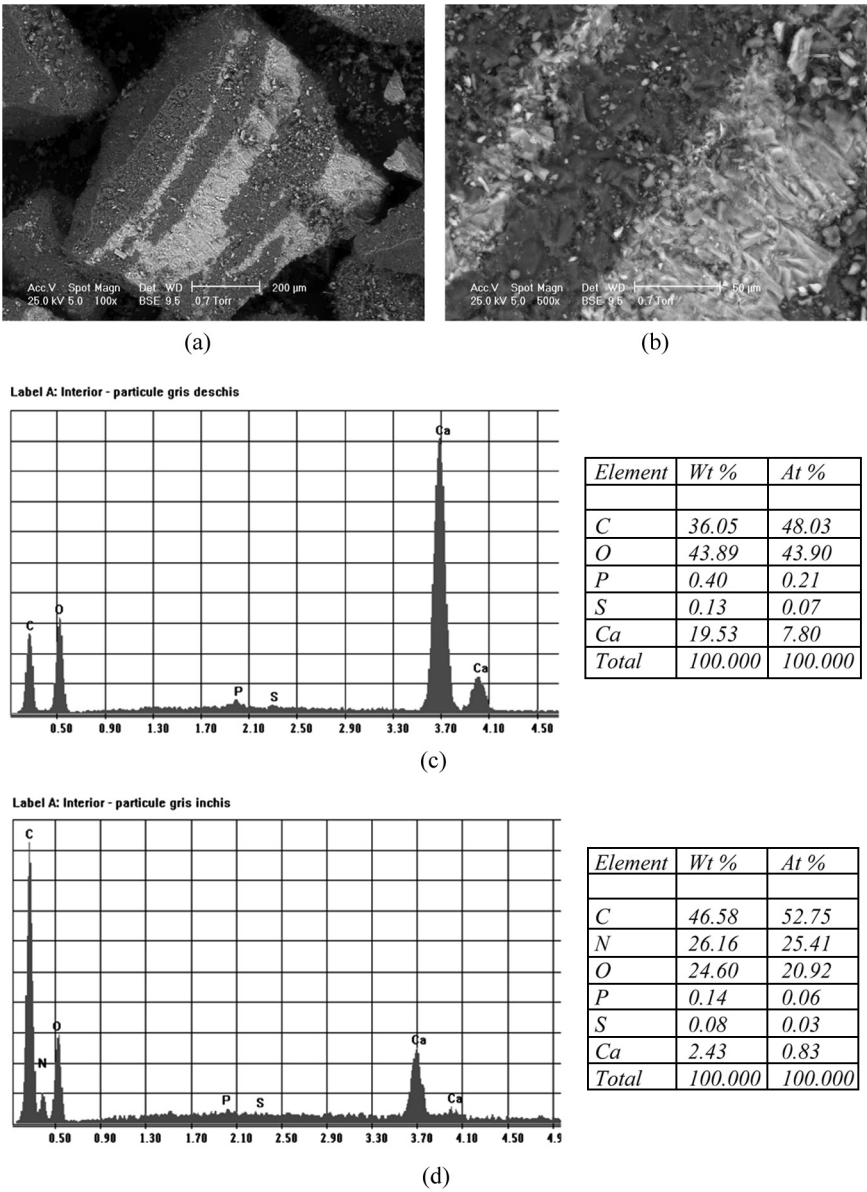 Acc.V Spot Magn Det WD 200 µm
25.0 kV 5.0 100x BSE 9.5 0.7 Torr
Acc.V Spot Magn Det WD 50 µm
25.0 kV 5.0 500x BSE 9.5 0.7 Torr
(a)
(b)
Label A: Interior - particule gris deschis
C
O
P
S
Ca
Ca
0.50 0.90 1.30 1.70 2.10 2.50 2.90 3.30 3.70 4.10 4.50
Element Wt % At %
C 36.05 48.03
O 43.89 43.90
P 0.40 0.21
S 0.13 0.07
Ca 19.53 7.80
Total 100.000 100.000
(c)
Label A: Interior - particule gris inchis
C
N
O
P
S
Ca
Ca
0.50 0.90 1.30 1.70 2.10 2.50 2.90 3.30 3.70 4.10 4.50 4.9
Element Wt % At %
C 46.58 52.75
N 26.16 25.41
O 24.60 20.92
P 0.14 0.06
S 0.08 0.03
Ca 2.43 0.83
Total 100.000 100.000
(d)